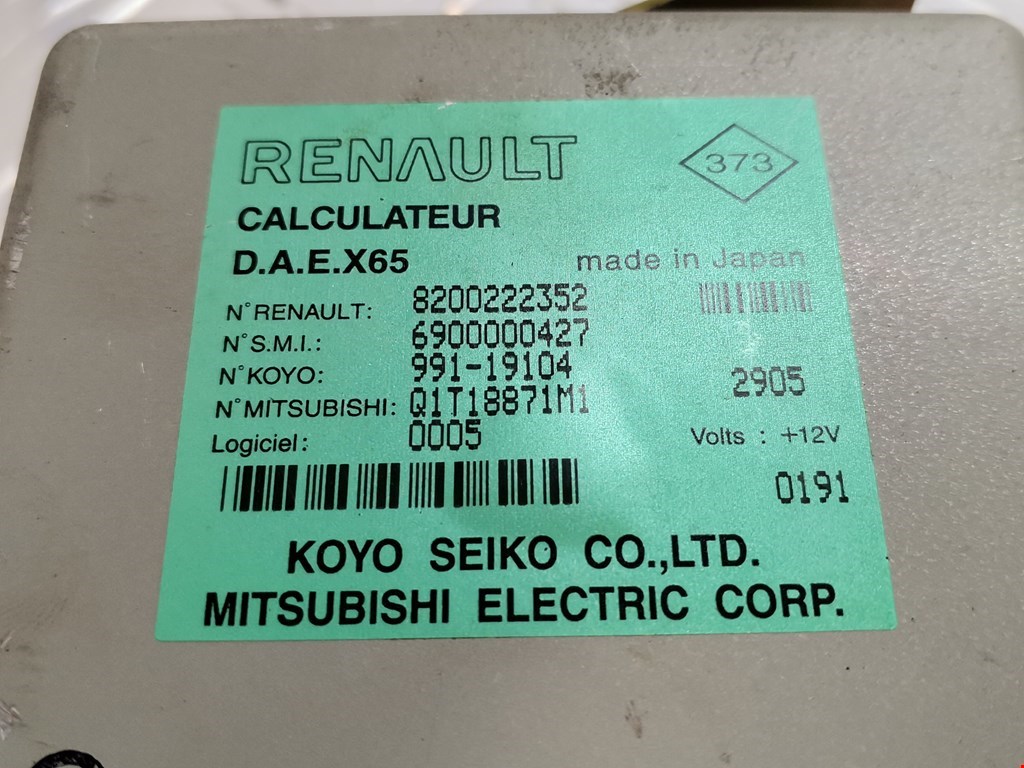 RENAULT
373
CALCULATEUR
D.A.E.X65
made in Japan
N°RENAULT: 8200222352
N°S.M.I.: 6900000427
N°KOYO: 991-19104
2905
N°MITSUBISHI: Q1T18871M1
Logiciel: 0005
Volts : +12V
0191
KOYO SEIKO CO.,LTD.
MITSUBISHI ELECTRIC CORP.